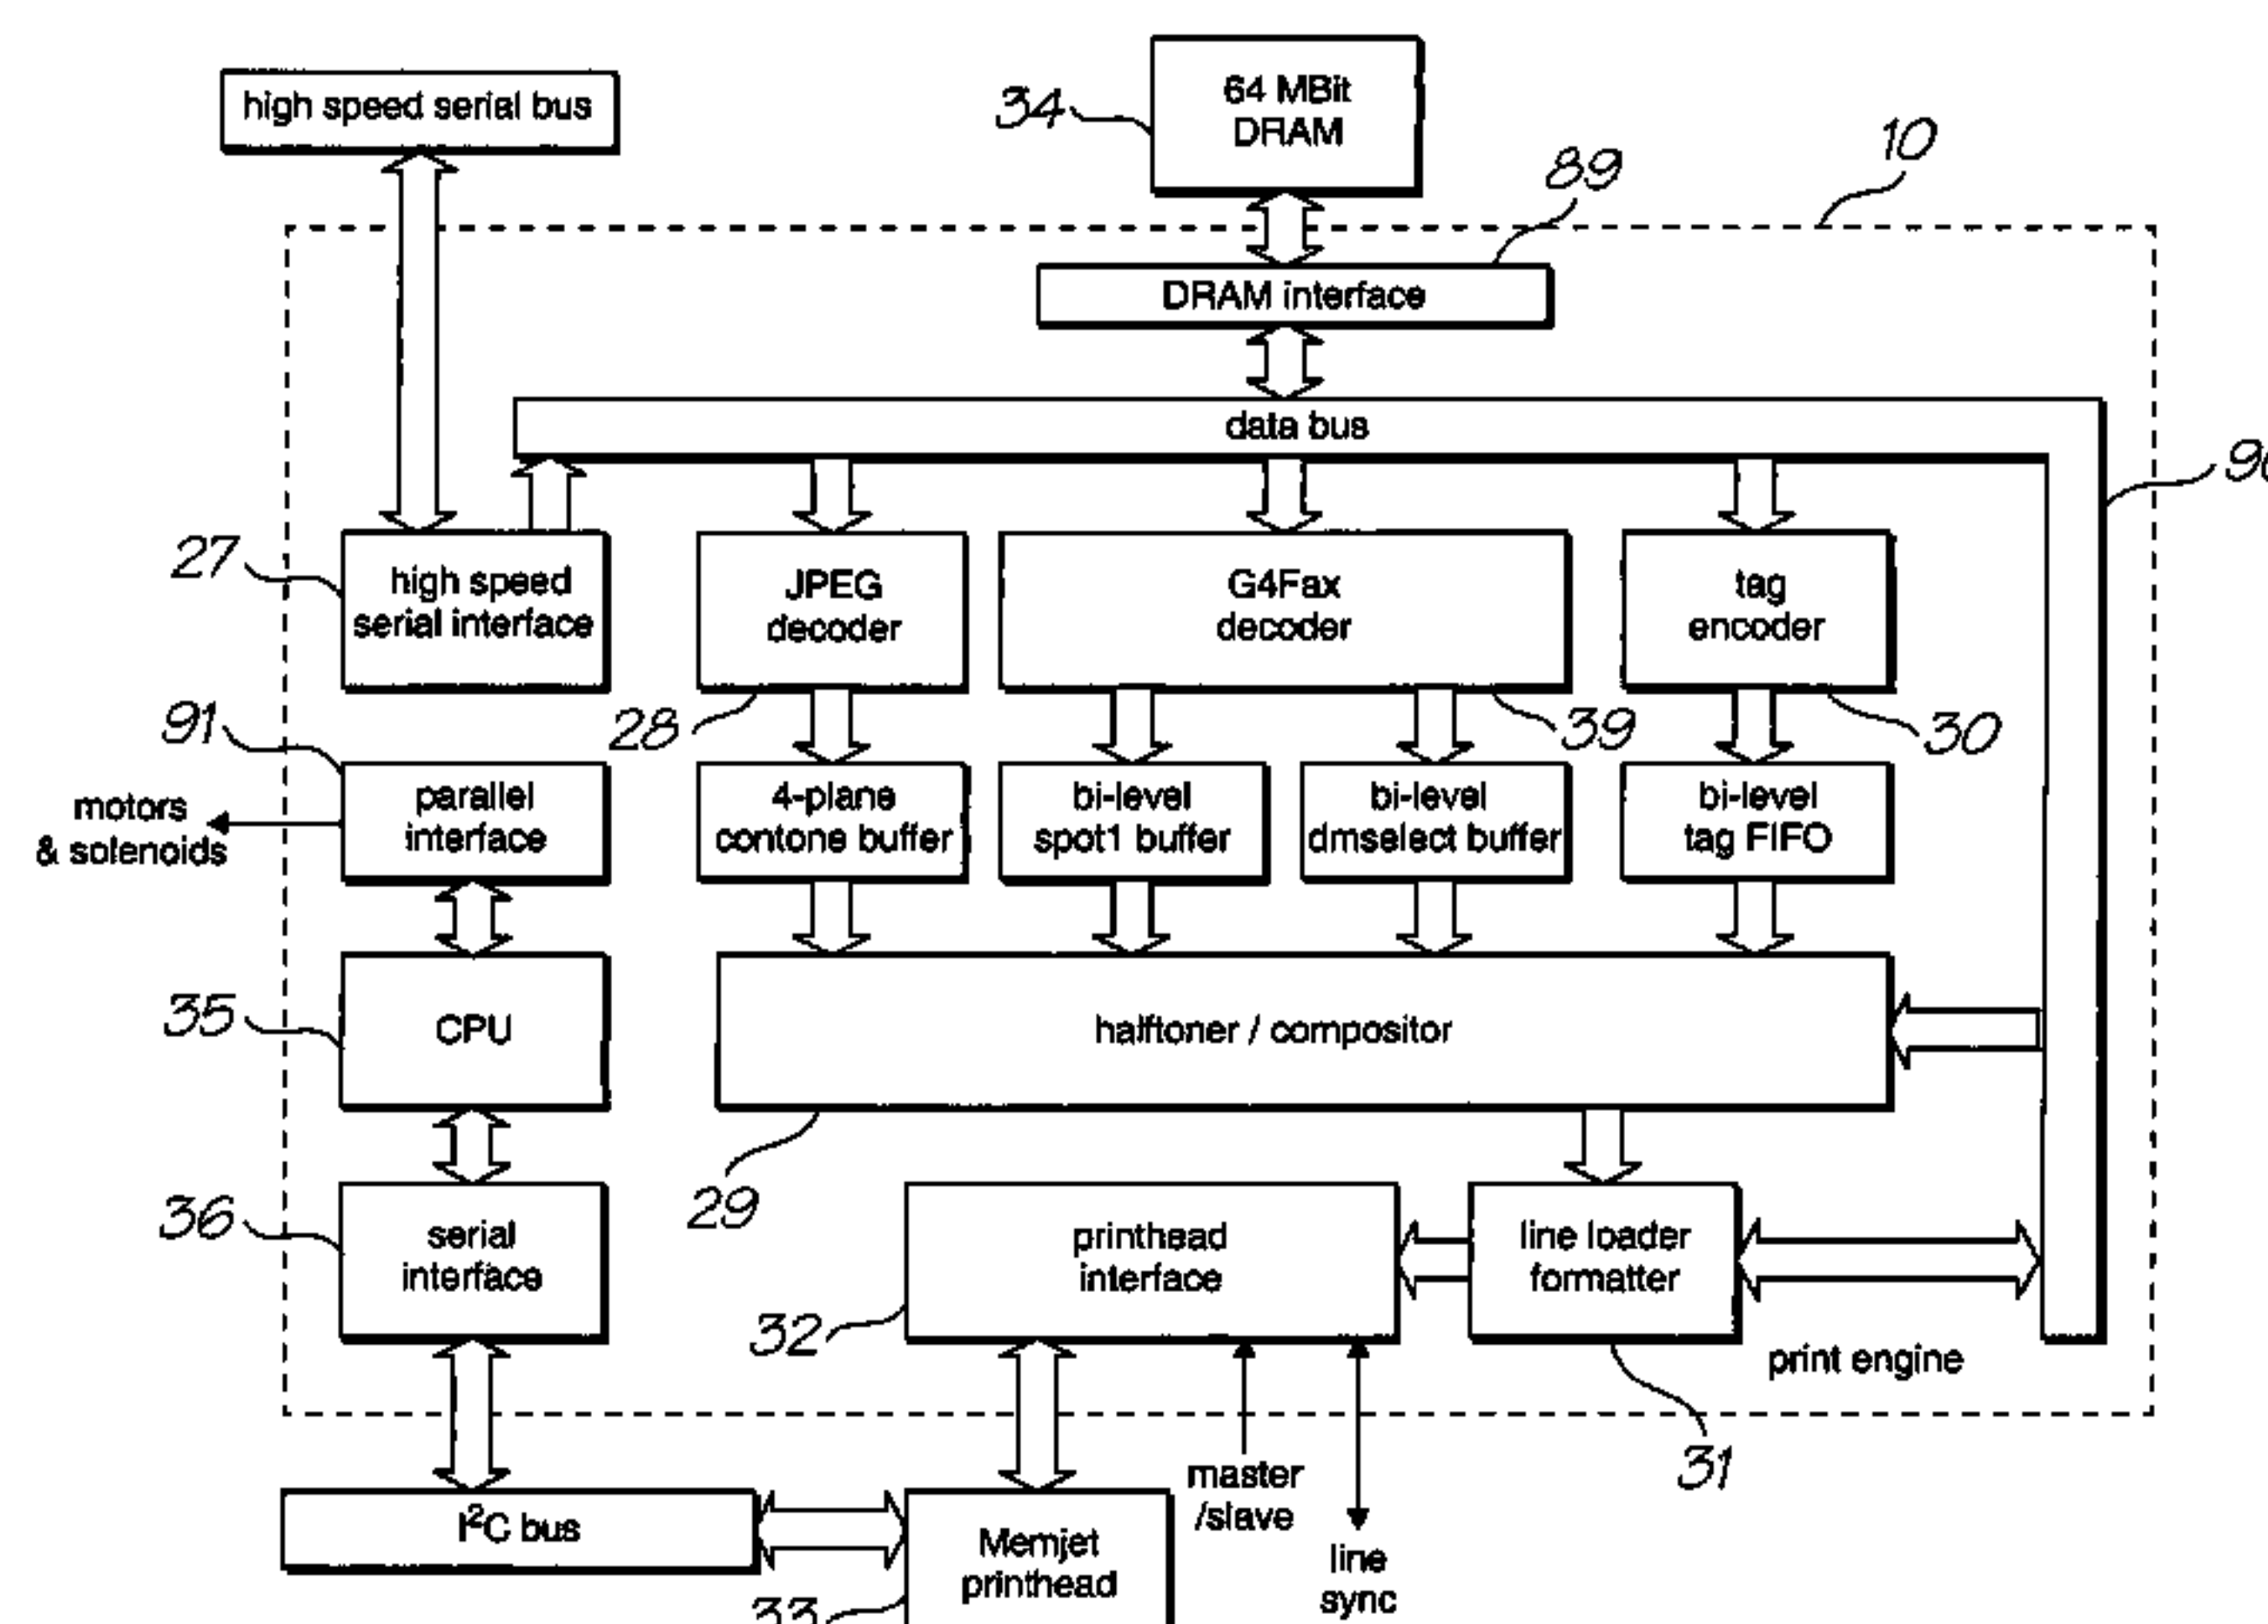 high speed serial bus
34
64 MBit
DRAM
10
89
DRAM interface
data bus
27
high speed
serial interface
JPEG
decoder
G4Fax
decoder
tag
encoder
28
39
30
91
motors
& solenoids
parallel
interface
4-plane
contone buffer
bi-level
spot1 buffer
bi-level
dmselect buffer
bi-level
tag FIFO
35
CPU
halftoner / compositor
29
36
serial
interface
32
printhead
interface
line loader
formatter
print engine
31
master
/slave
line
sync
I²C bus
Memjet
printhead
33